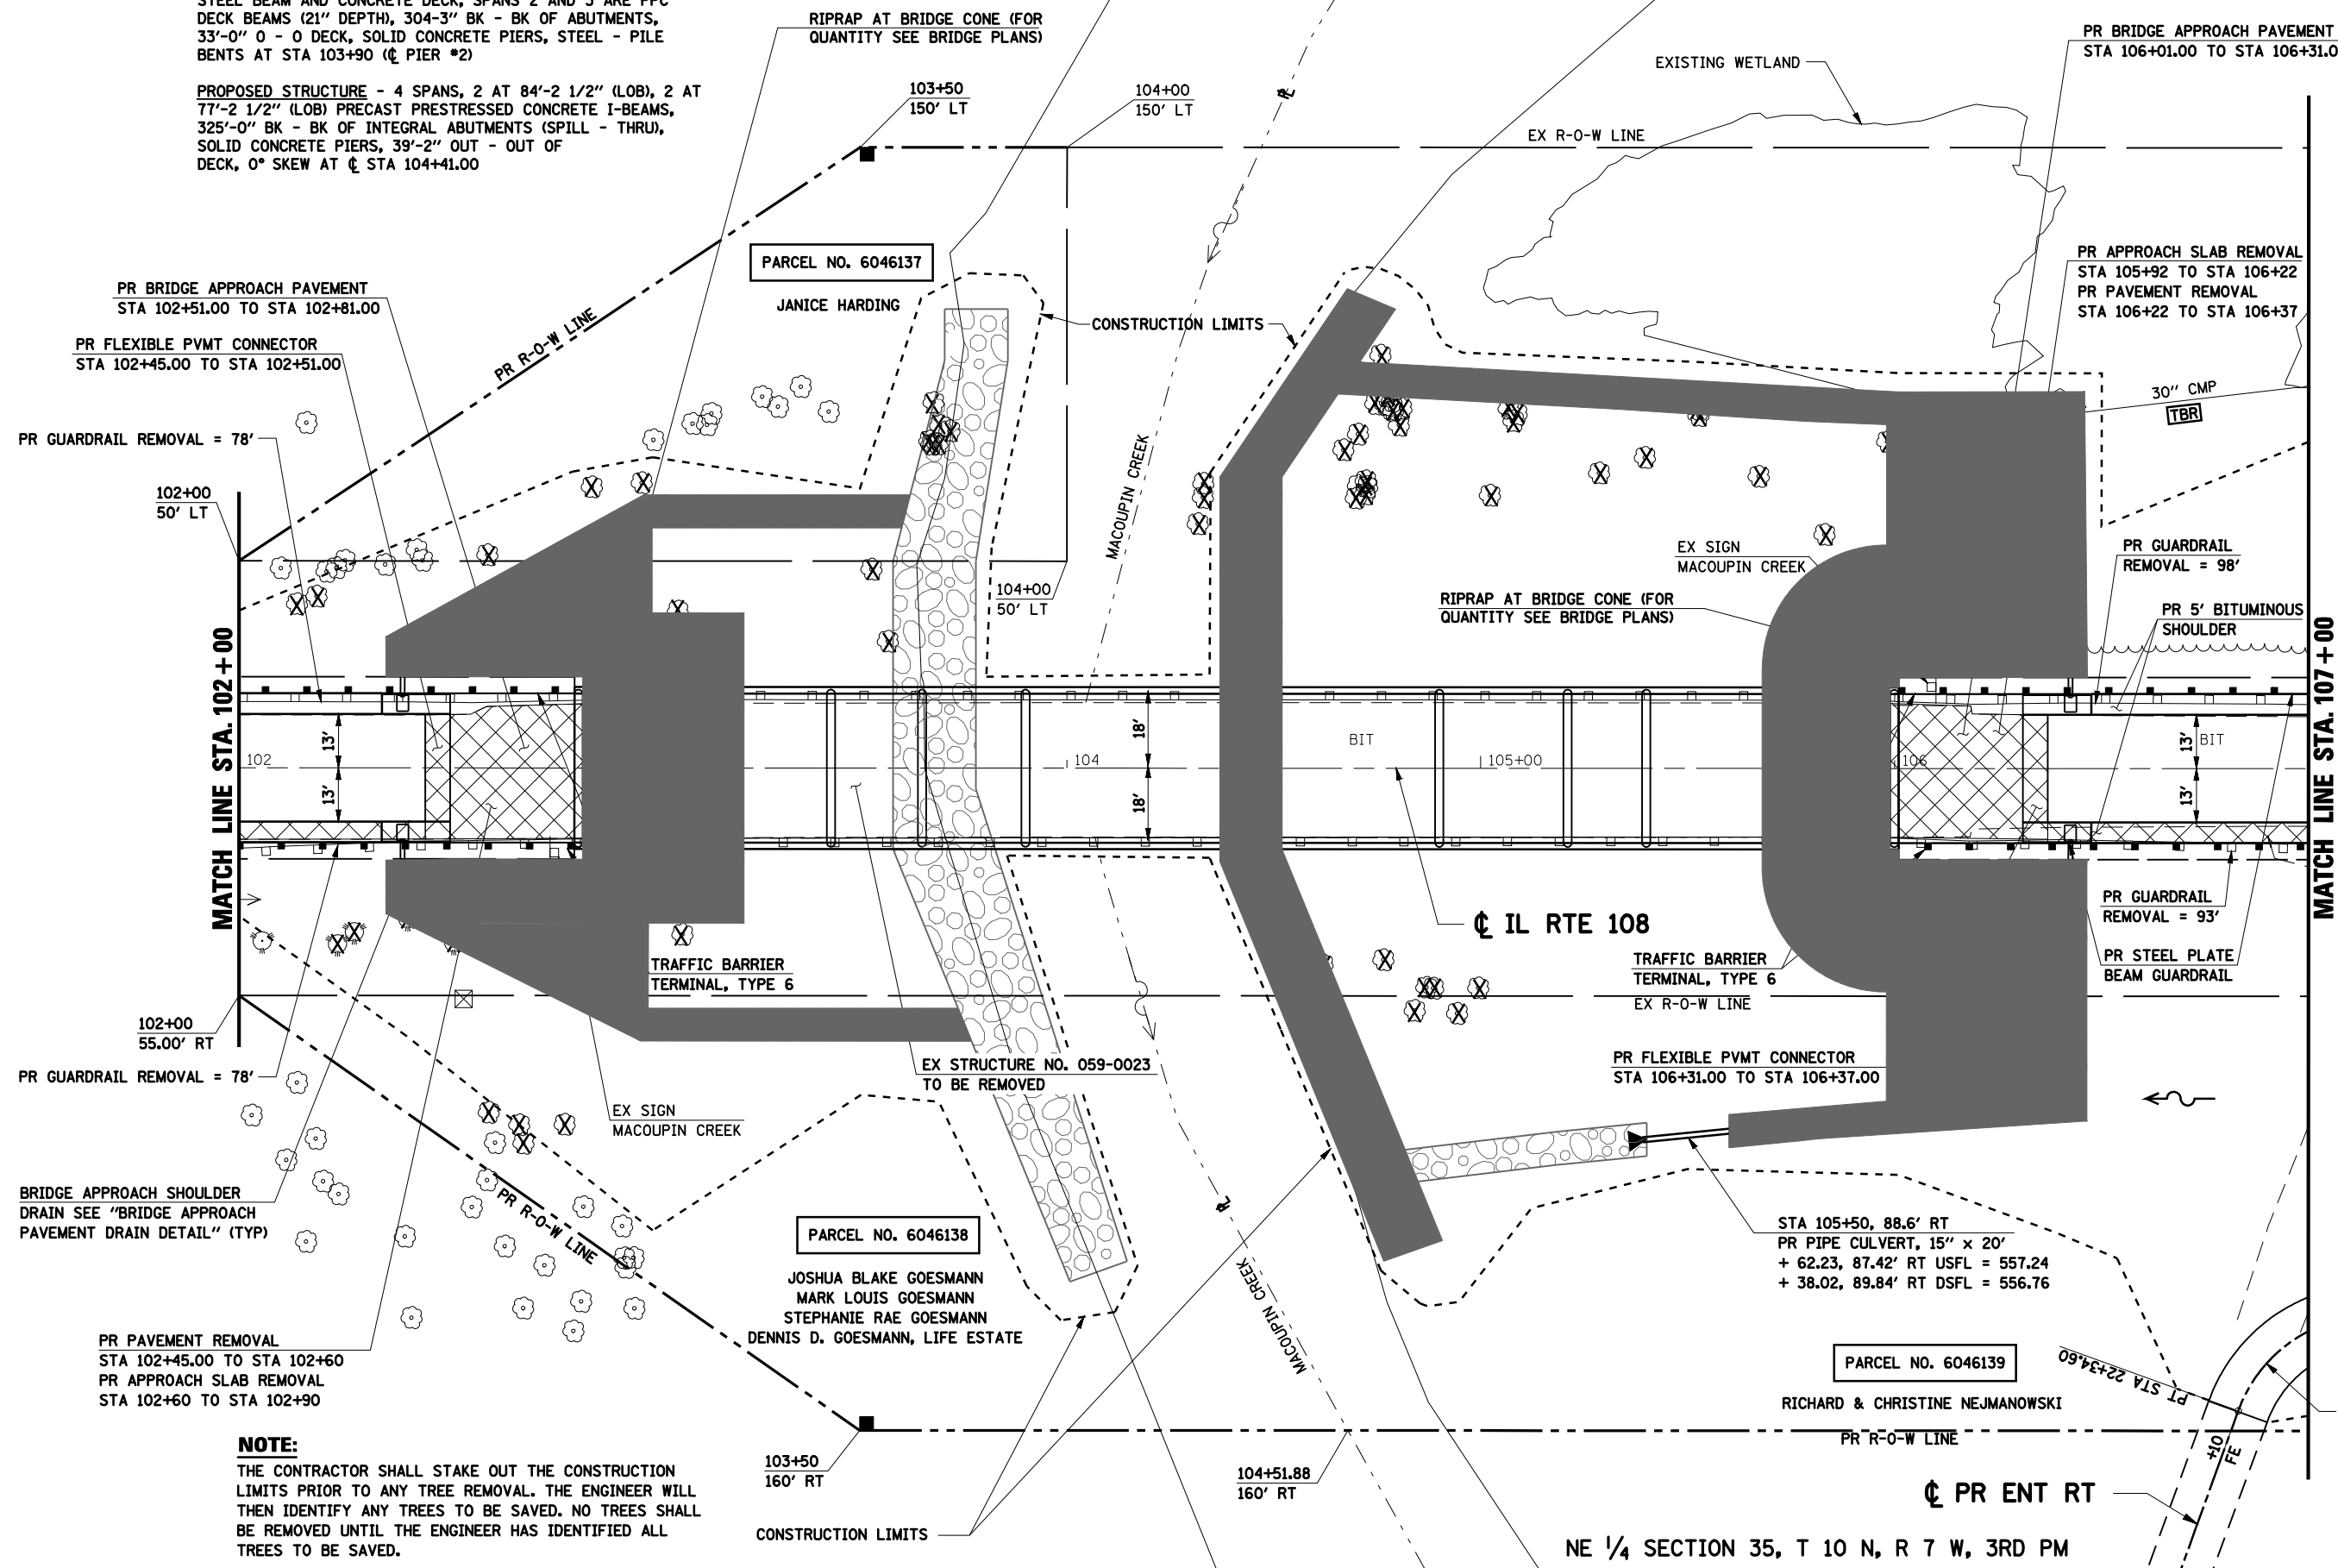 STEEL BEAM AND CONCRETE DECK, SPANS 2 AND 3 ARE PPC
DECK BEAMS (21" DEPTH), 304-3" BK - BK OF ABUTMENTS,
33'-0" O - O DECK, SOLID CONCRETE PIERS, STEEL - PILE
BENTS AT STA 103+90 (℄ PIER #2)
PROPOSED STRUCTURE - 4 SPANS, 2 AT 84'-2 1/2" (LOB), 2 AT
77'-2 1/2" (LOB) PRECAST PRESTRESSED CONCRETE I-BEAMS,
325'-0" BK - BK OF INTEGRAL ABUTMENTS (SPILL - THRU),
SOLID CONCRETE PIERS, 39'-2" OUT - OUT OF
DECK, 0° SKEW AT ℄ STA 104+41.00
RIPRAP AT BRIDGE CONE (FOR
QUANTITY SEE BRIDGE PLANS)
103+50
150' LT
104+00
150' LT
EXISTING WETLAND
EX R-O-W LINE
PR BRIDGE APPROACH PAVEMENT
STA 106+01.00 TO STA 106+31.0
PARCEL NO. 6046137
JANICE HARDING
CONSTRUCTION LIMITS
PR R-O-W LINE
PR APPROACH SLAB REMOVAL
STA 105+92 TO STA 106+22
PR PAVEMENT REMOVAL
STA 106+22 TO STA 106+37
30" CMP
TBR
PR BRIDGE APPROACH PAVEMENT
STA 102+51.00 TO STA 102+81.00
PR FLEXIBLE PVMT CONNECTOR
STA 102+45.00 TO STA 102+51.00
PR GUARDRAIL REMOVAL = 78'
102+00
50' LT
MACOUPIN CREEK
104+00
50' LT
EX SIGN
MACOUPIN CREEK
RIPRAP AT BRIDGE CONE (FOR
QUANTITY SEE BRIDGE PLANS)
PR GUARDRAIL
REMOVAL = 98'
PR 5' BITUMINOUS
SHOULDER
MATCH LINE STA. 102+00
MATCH LINE STA. 107+00
102
13'
13'
104
18'
18'
BIT
105+00
106
13'
13'
BIT
℄ IL RTE 108
PR GUARDRAIL
REMOVAL = 93'
PR STEEL PLATE
BEAM GUARDRAIL
TRAFFIC BARRIER
TERMINAL, TYPE 6
TRAFFIC BARRIER
TERMINAL, TYPE 6
EX R-O-W LINE
102+00
55.00' RT
PR GUARDRAIL REMOVAL = 78'
EX STRUCTURE NO. 059-0023
TO BE REMOVED
PR FLEXIBLE PVMT CONNECTOR
STA 106+31.00 TO STA 106+37.00
EX SIGN
MACOUPIN CREEK
BRIDGE APPROACH SHOULDER
DRAIN SEE "BRIDGE APPROACH
PAVEMENT DRAIN DETAIL" (TYP)
PR R-O-W LINE
PARCEL NO. 6046138
JOSHUA BLAKE GOESMANN
MARK LOUIS GOESMANN
STEPHANIE RAE GOESMANN
DENNIS D. GOESMANN, LIFE ESTATE
MACOUPIN CREEK
STA 105+50, 88.6' RT
PR PIPE CULVERT, 15" x 20'
+ 62.23, 87.42' RT USFL = 557.24
+ 38.02, 89.84' RT DSFL = 556.76
PR PAVEMENT REMOVAL
STA 102+45.00 TO STA 102+60
PR APPROACH SLAB REMOVAL
STA 102+60 TO STA 102+90
PARCEL NO. 6046139
RICHARD & CHRISTINE NEJMANOWSKI
PR R-O-W LINE
PT STA 22+34.60
+10
FE
NOTE:
THE CONTRACTOR SHALL STAKE OUT THE CONSTRUCTION
LIMITS PRIOR TO ANY TREE REMOVAL. THE ENGINEER WILL
THEN IDENTIFY ANY TREES TO BE SAVED. NO TREES SHALL
BE REMOVED UNTIL THE ENGINEER HAS IDENTIFIED ALL
TREES TO BE SAVED.
103+50
160' RT
104+51.88
160' RT
CONSTRUCTION LIMITS
℄ PR ENT RT
NE 1/4 SECTION 35, T 10 N, R 7 W, 3RD PM